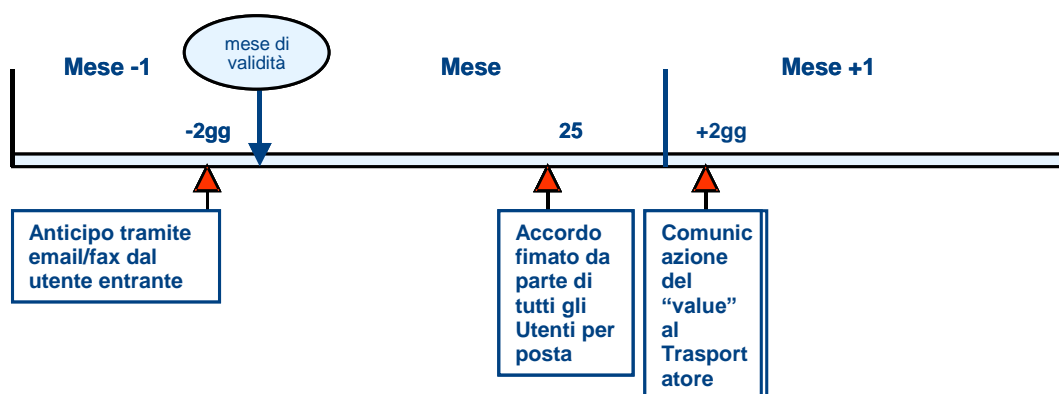 mese di
validità
Mese -1
Mese
Mese +1
-2gg
25
+2gg
Anticipo tramite
email/fax dal
utente entrante
Accordo
fimato da
parte di
tutti gli
Utenti per
posta
Comunic
azione
del
“value”
al
Trasport
atore